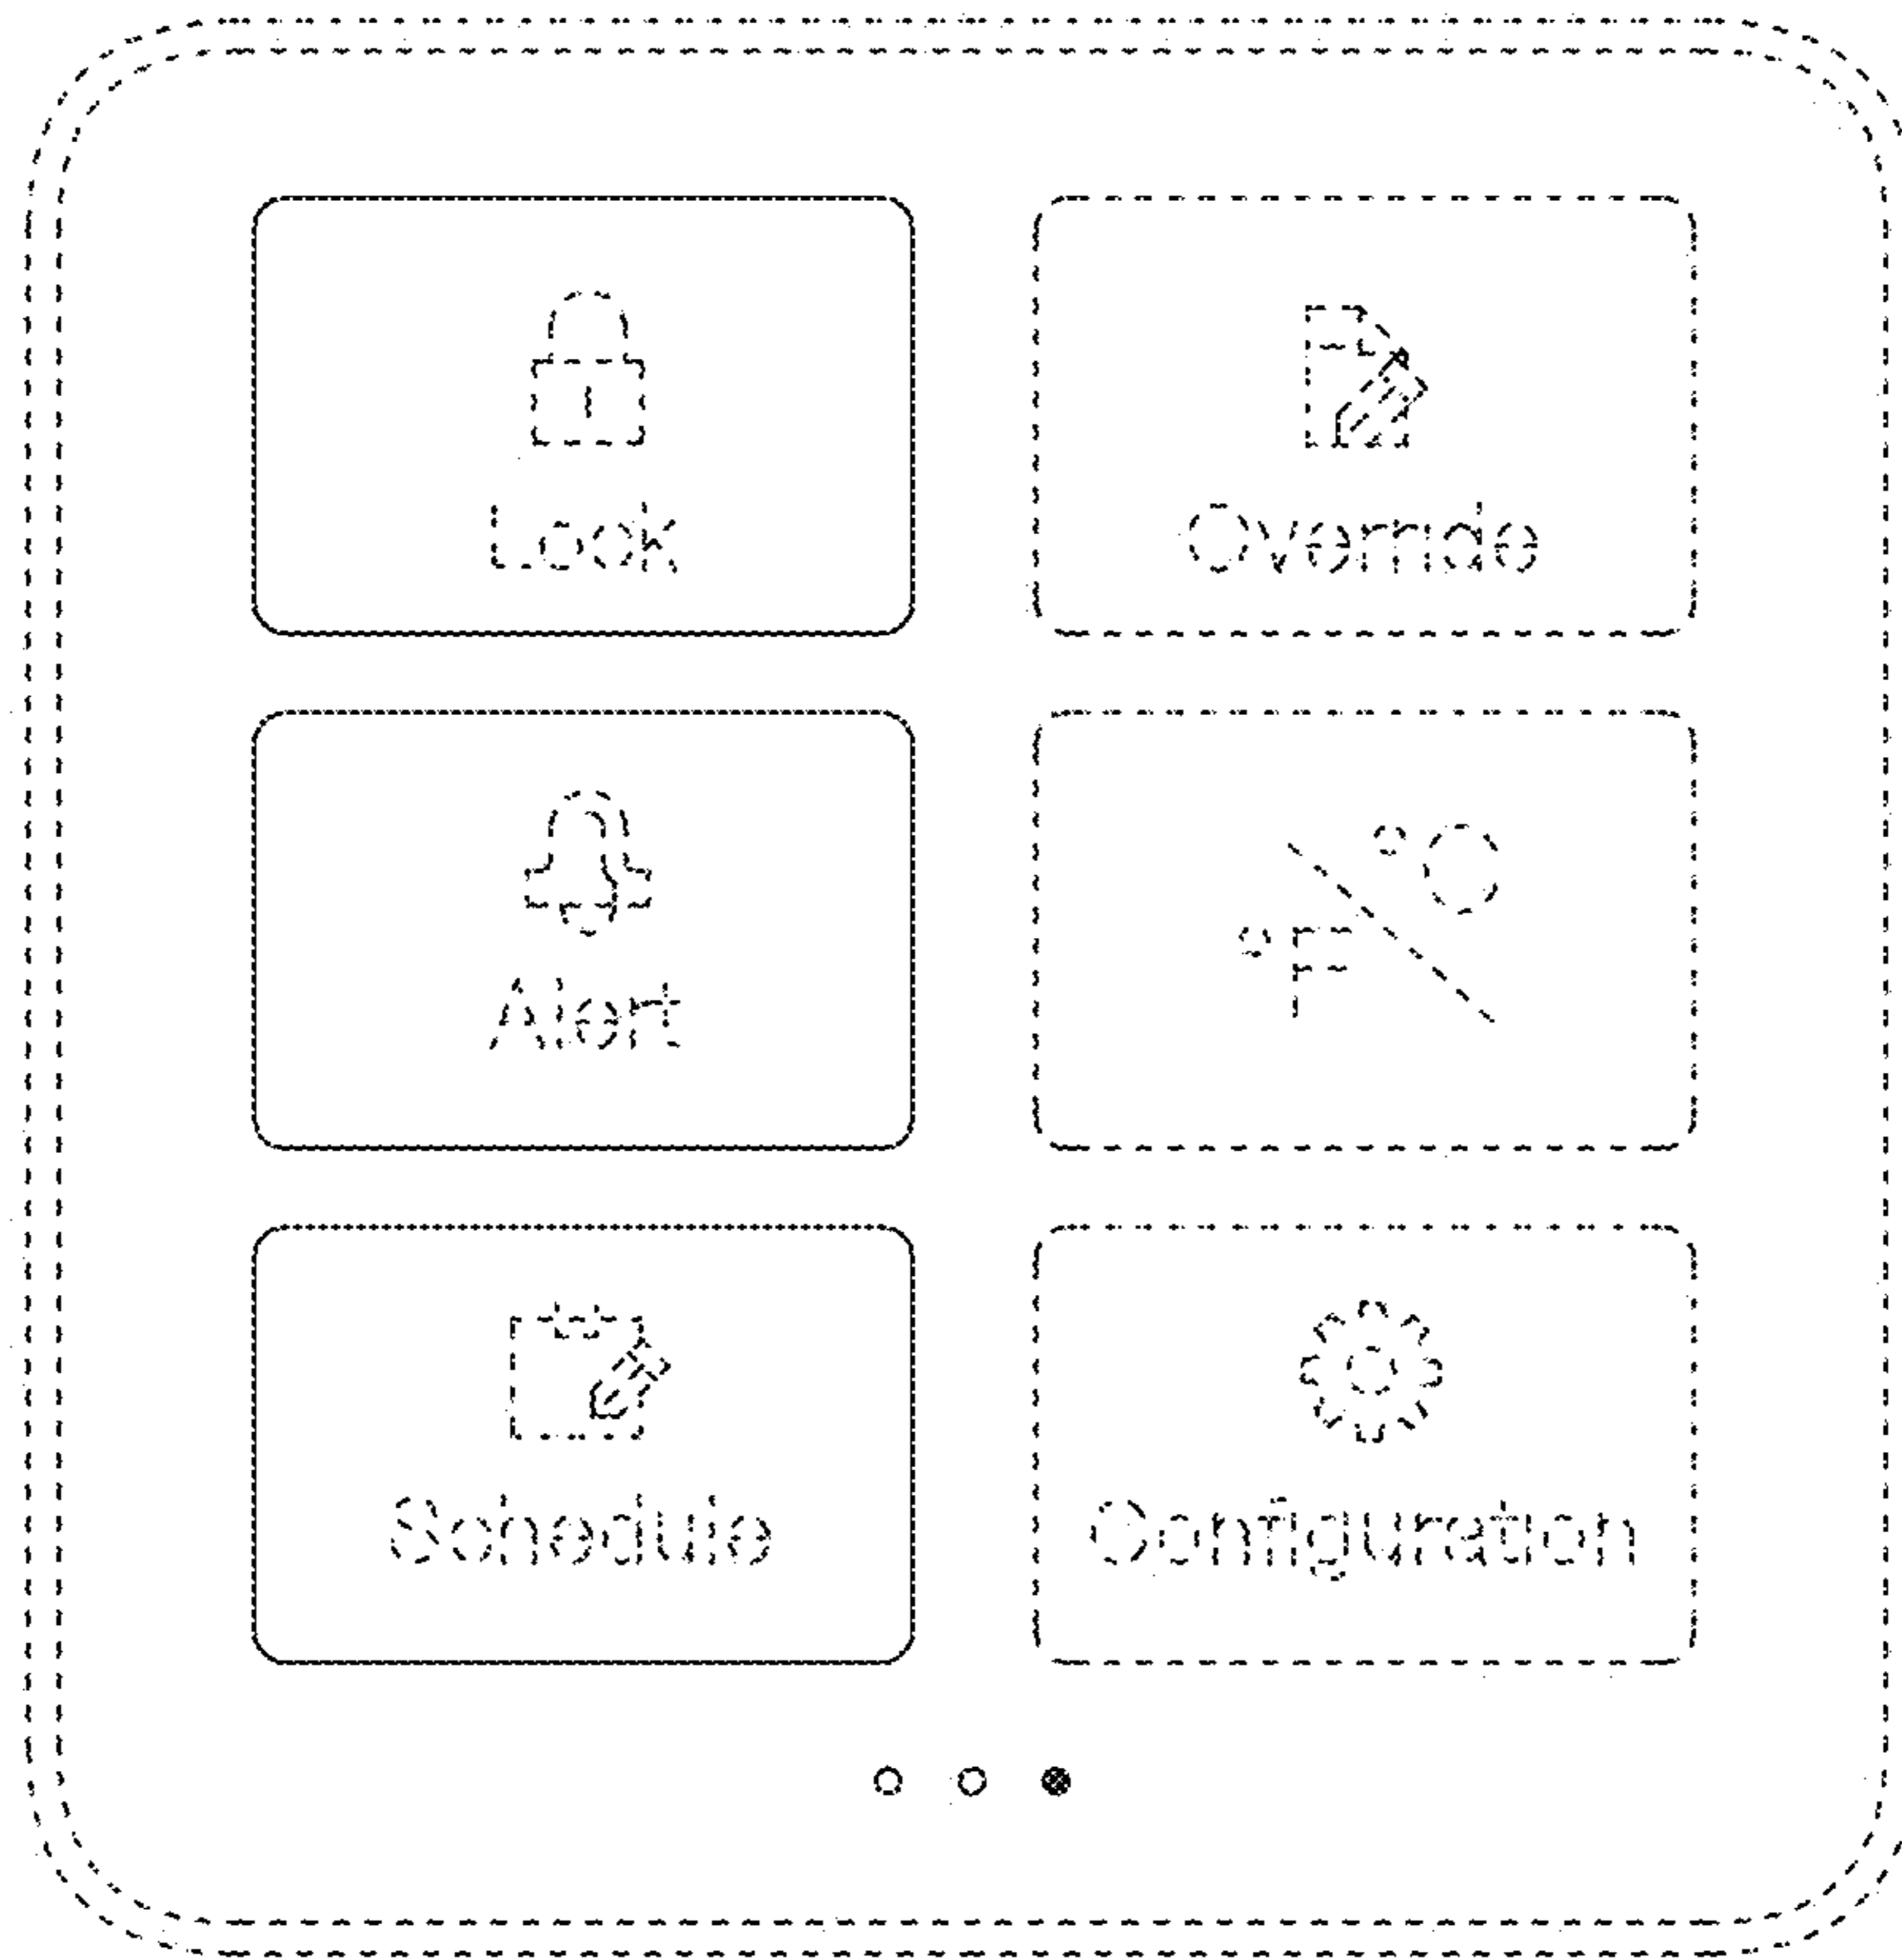 Lock
Override
Alert
°F
°C
Schedule
Configuration